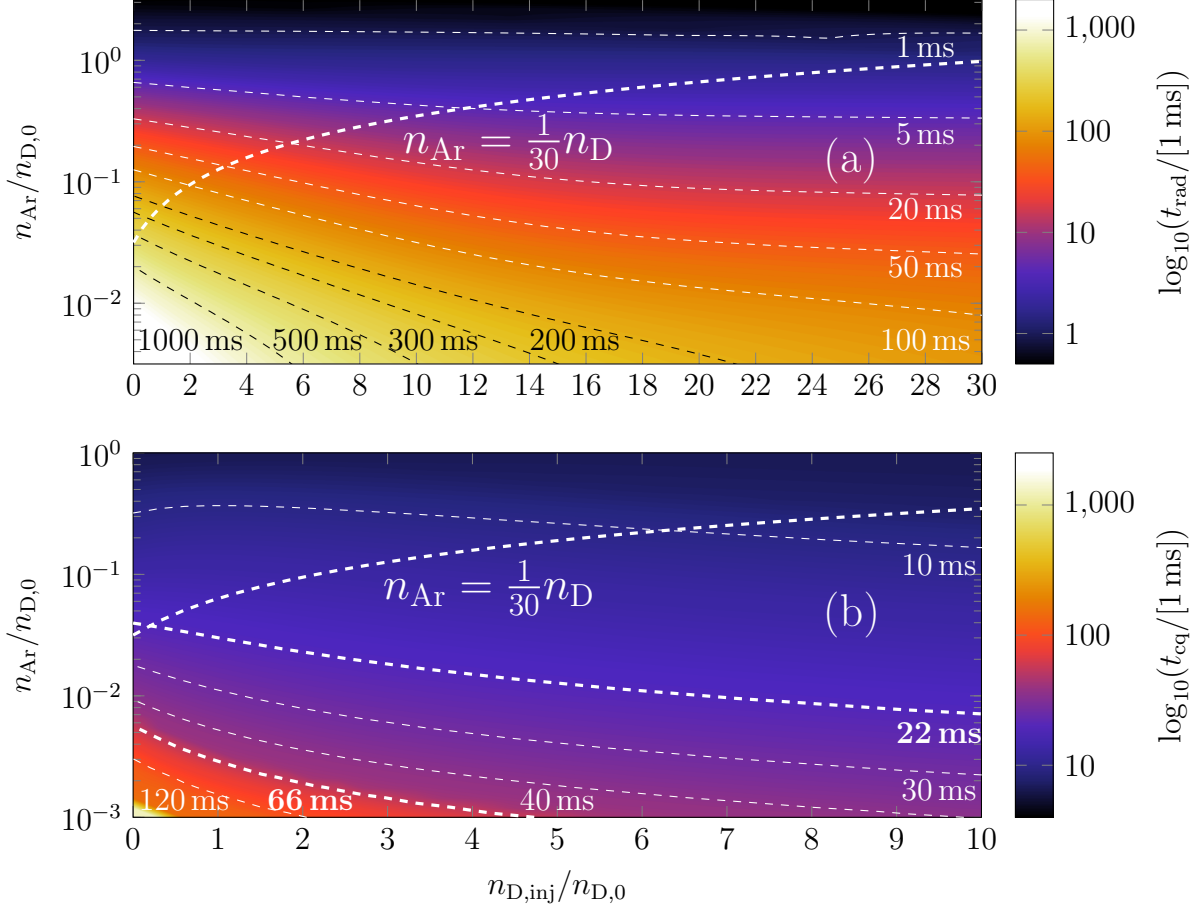 10⁰
10⁻¹
10⁻²
n_Ar/n_D,0
1 ms
5 ms
20 ms
50 ms
100 ms
n_Ar = 1/30 n_D
(a)
1000 ms 500 ms 300 ms 200 ms
0 2 4 6 8 10 12 14 16 18 20 22 24 26 28 30
1,000
100
10
1
log₁₀(t_rad/[1 ms])
10⁰
10⁻¹
10⁻²
10⁻³
n_Ar/n_D,0
10 ms
n_Ar = 1/30 n_D
(b)
22 ms
30 ms
120 ms 66 ms 40 ms
0 1 2 3 4 5 6 7 8 9 10
n_D,inj/n_D,0
1,000
100
10
log₁₀(t_cq/[1 ms])